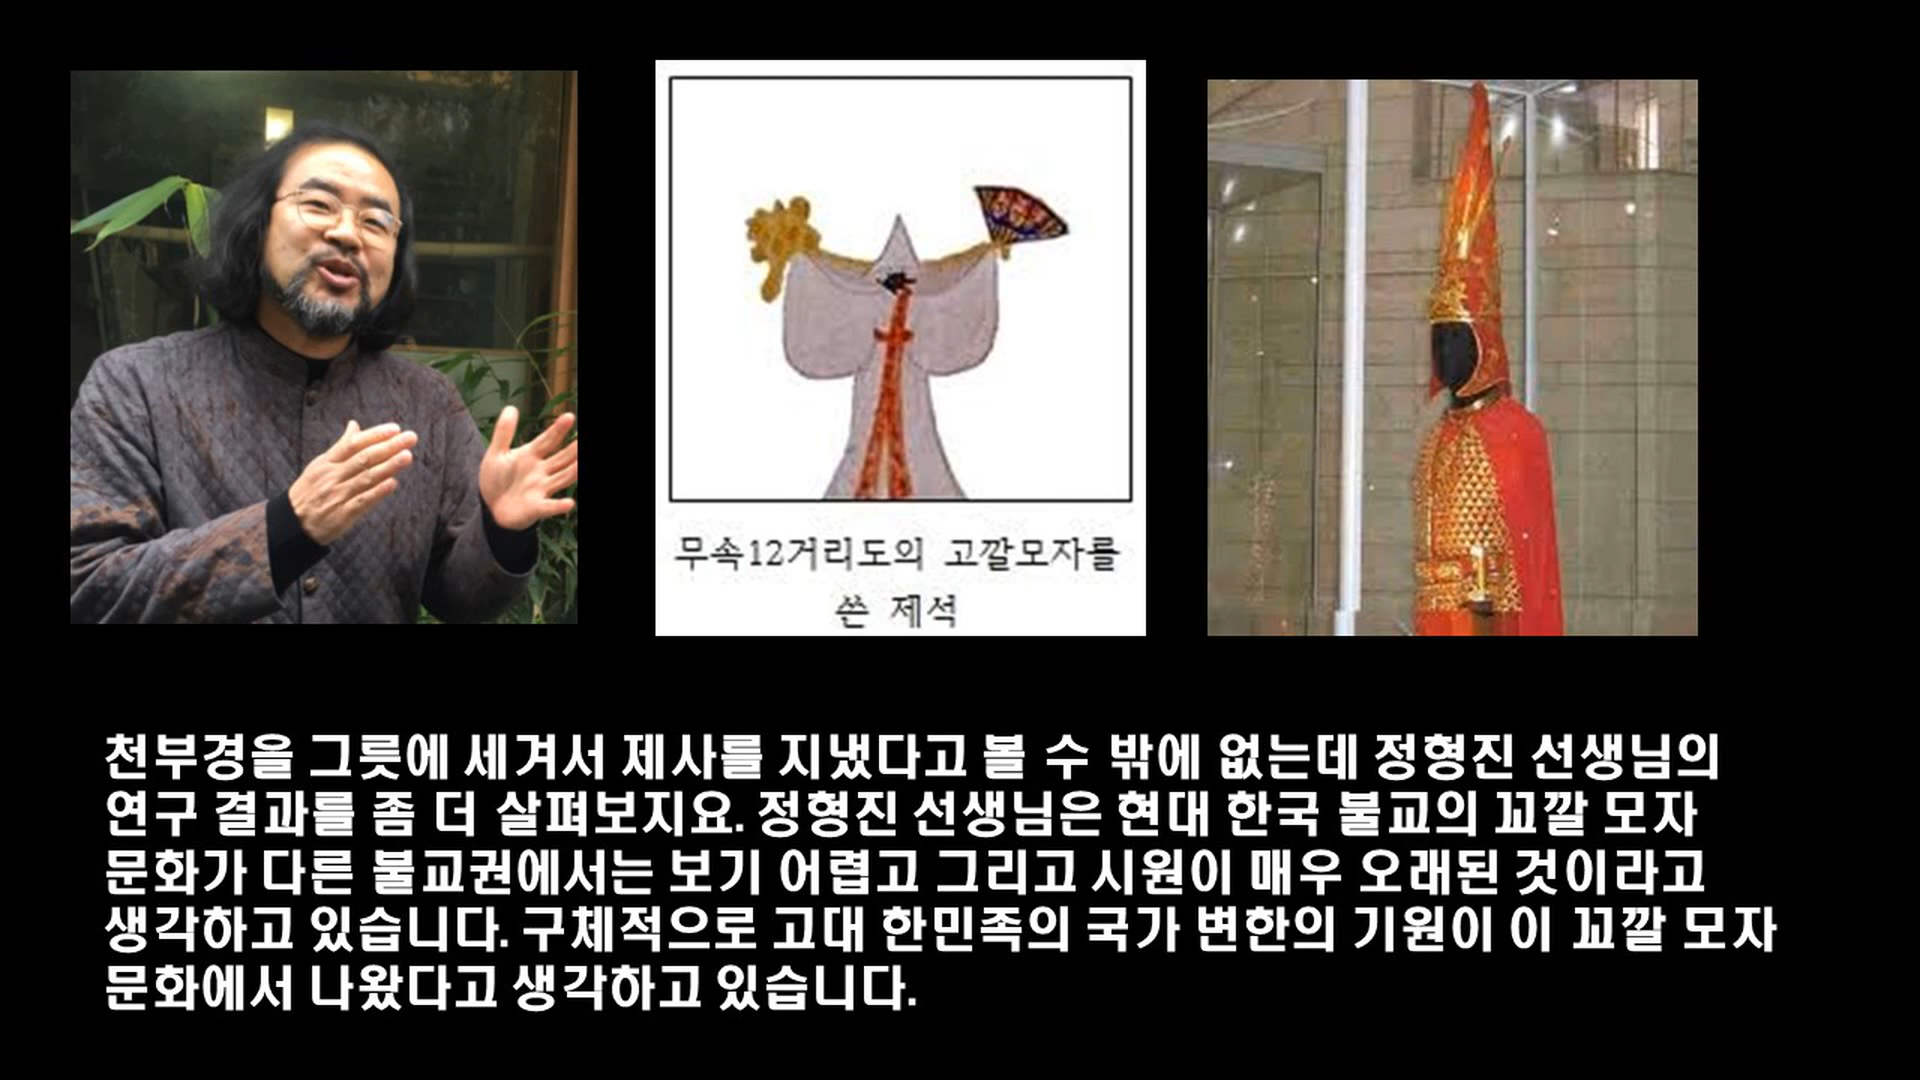 무속12거리도의 고깔모자를
쓴 제석
천부경을 그릇에 세겨서 제사를 지냈다고 볼 수 밖에 없는데 정형진 선생님의
연구 결과를 좀 더 살펴보지요. 정형진 선생님은 현대 한국 불교의 꼬깔 모자
문화가 다른 불교권에서는 보기 어렵고 그리고 시원이 매우 오래된 것이라고
생각하고 있습니다. 구체적으로 고대 한민족의 국가 변한의 기원이 이 꼬깔 모자
문화에서 나왔다고 생각하고 있습니다.